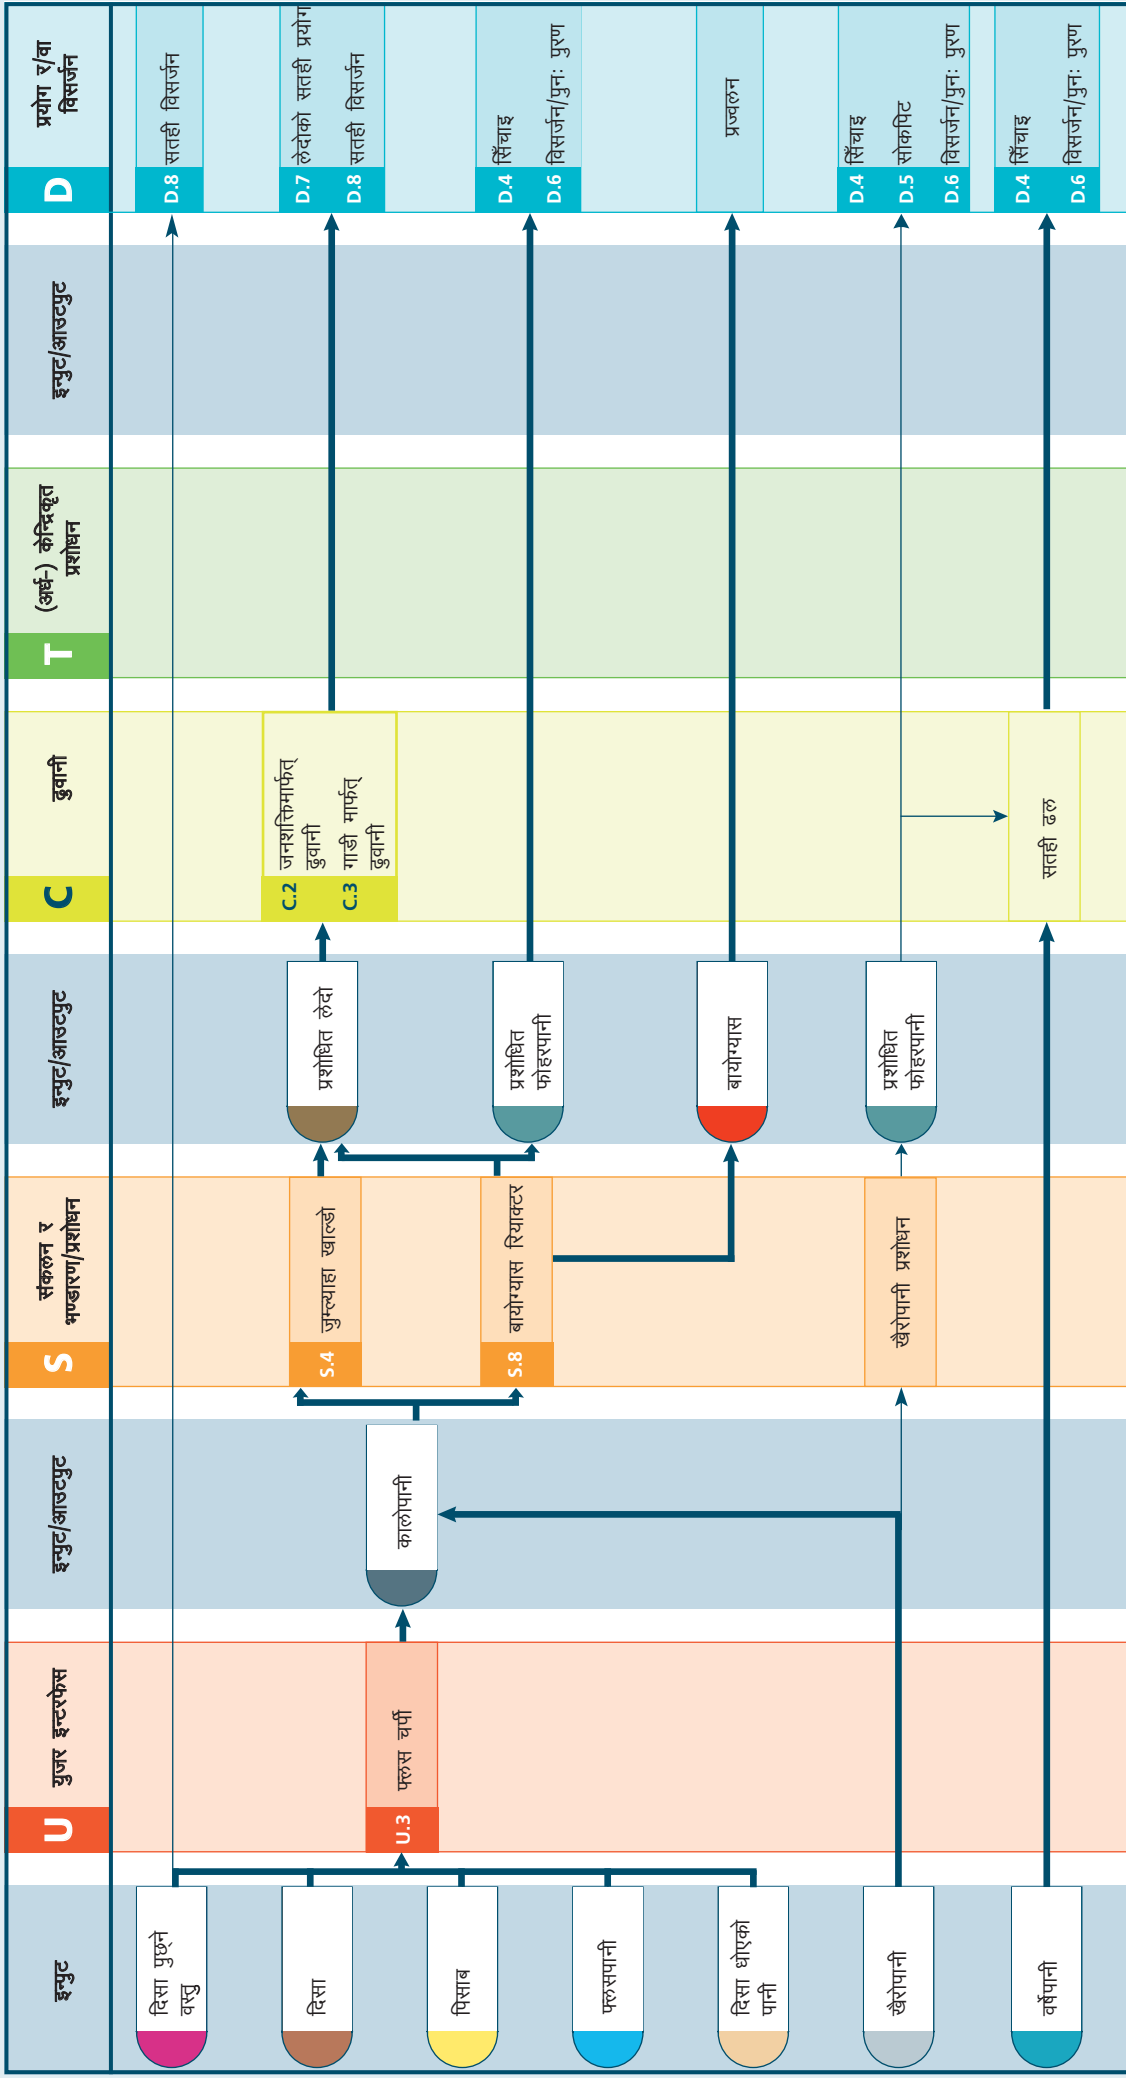 इन्पुट
U
युजर इन्टरफेस
इन्पुट/आउटपुट
S
संकलन र
भण्डारण/प्रशोधन
इन्पुट/आउटपुट
C
ढुवानी
T
(अर्ध-) केन्द्रिकृत
प्रशोधन
इन्पुट/आउटपुट
D
प्रयोग र/वा
विसर्जन
दिसा पुछ्ने
वस्तु
दिसा
पिसाब
फ्लसपानी
दिसा धोएको
पानी
खैरोपानी
वर्षेपानी
U.3 फ्लस चर्पी
कालोपानी
S.4 जुम्ल्याहा खाल्डो
S.8 बायोग्यास रियाक्टर
खैरोपानी प्रशोधन
प्रशोधित लेदो
प्रशोधित
फोहरपानी
बायोग्यास
प्रशोधित
फोहरपानी
C.2 जनशक्तिमार्फत्
ढुवानी
C.3 गाडी मार्फत्
ढुवानी
सतही ढल
D.8 सतही विसर्जन
D.7 लेदोको सतही प्रयोग
D.8 सतही विसर्जन
D.4 सिँचाइ
D.6 विसर्जन/पुनः पुरण
प्रज्वलन
D.4 सिँचाइ
D.5 सोकपिट
D.6 विसर्जन/पुनः पुरण
D.4 सिँचाइ
D.6 विसर्जन/पुनः पुरण